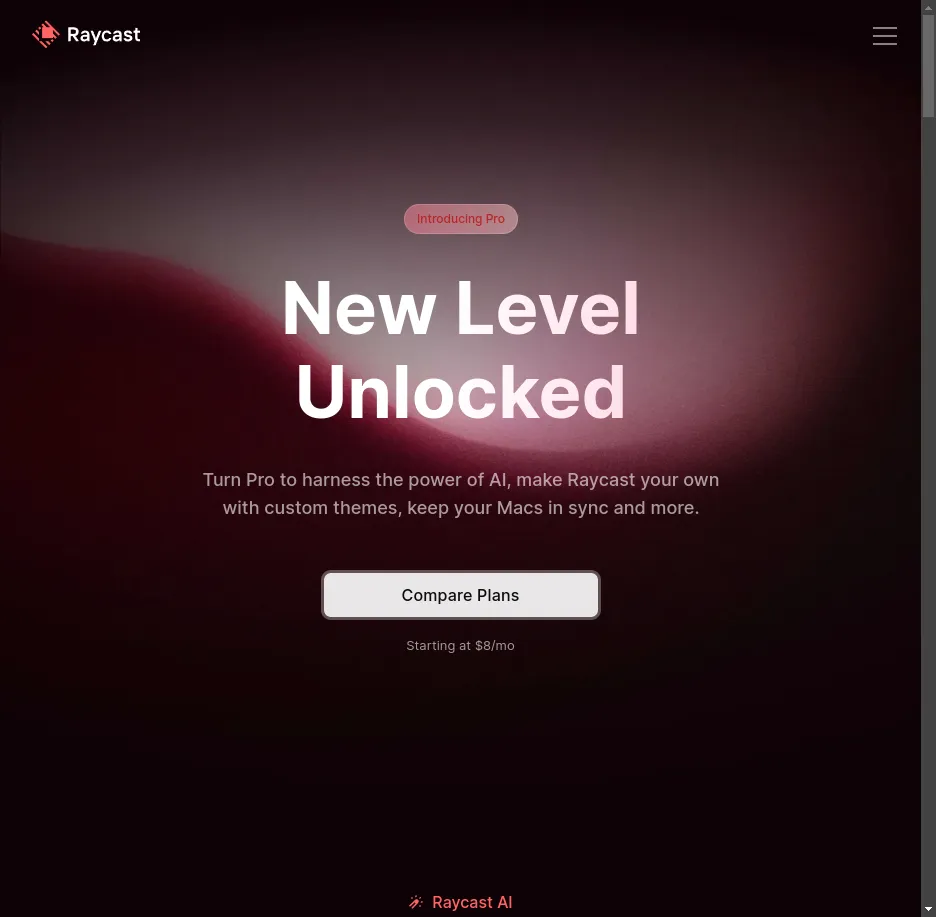 Raycast
Introducing Pro
New Level
Unlocked
Turn Pro to harness the power of AI, make Raycast your own
with custom themes, keep your Macs in sync and more.
Compare Plans
Starting at $8/mo
Raycast AI